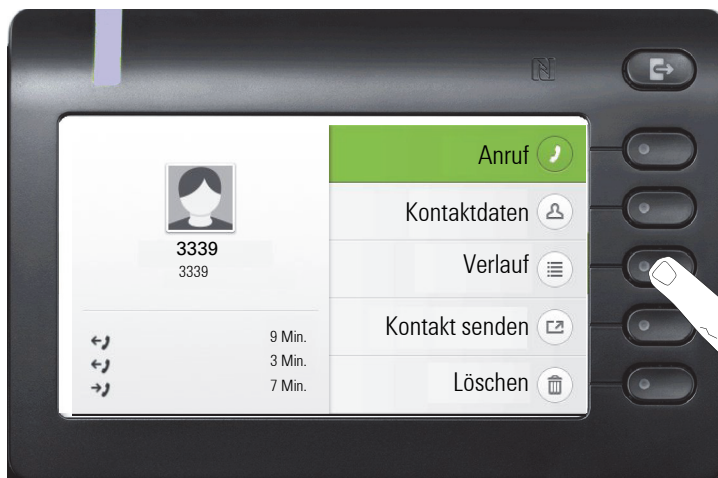 3339
3339
9 Min.
3 Min.
7 Min.
Anruf
Kontaktdaten
Verlauf
Kontakt senden
Löschen